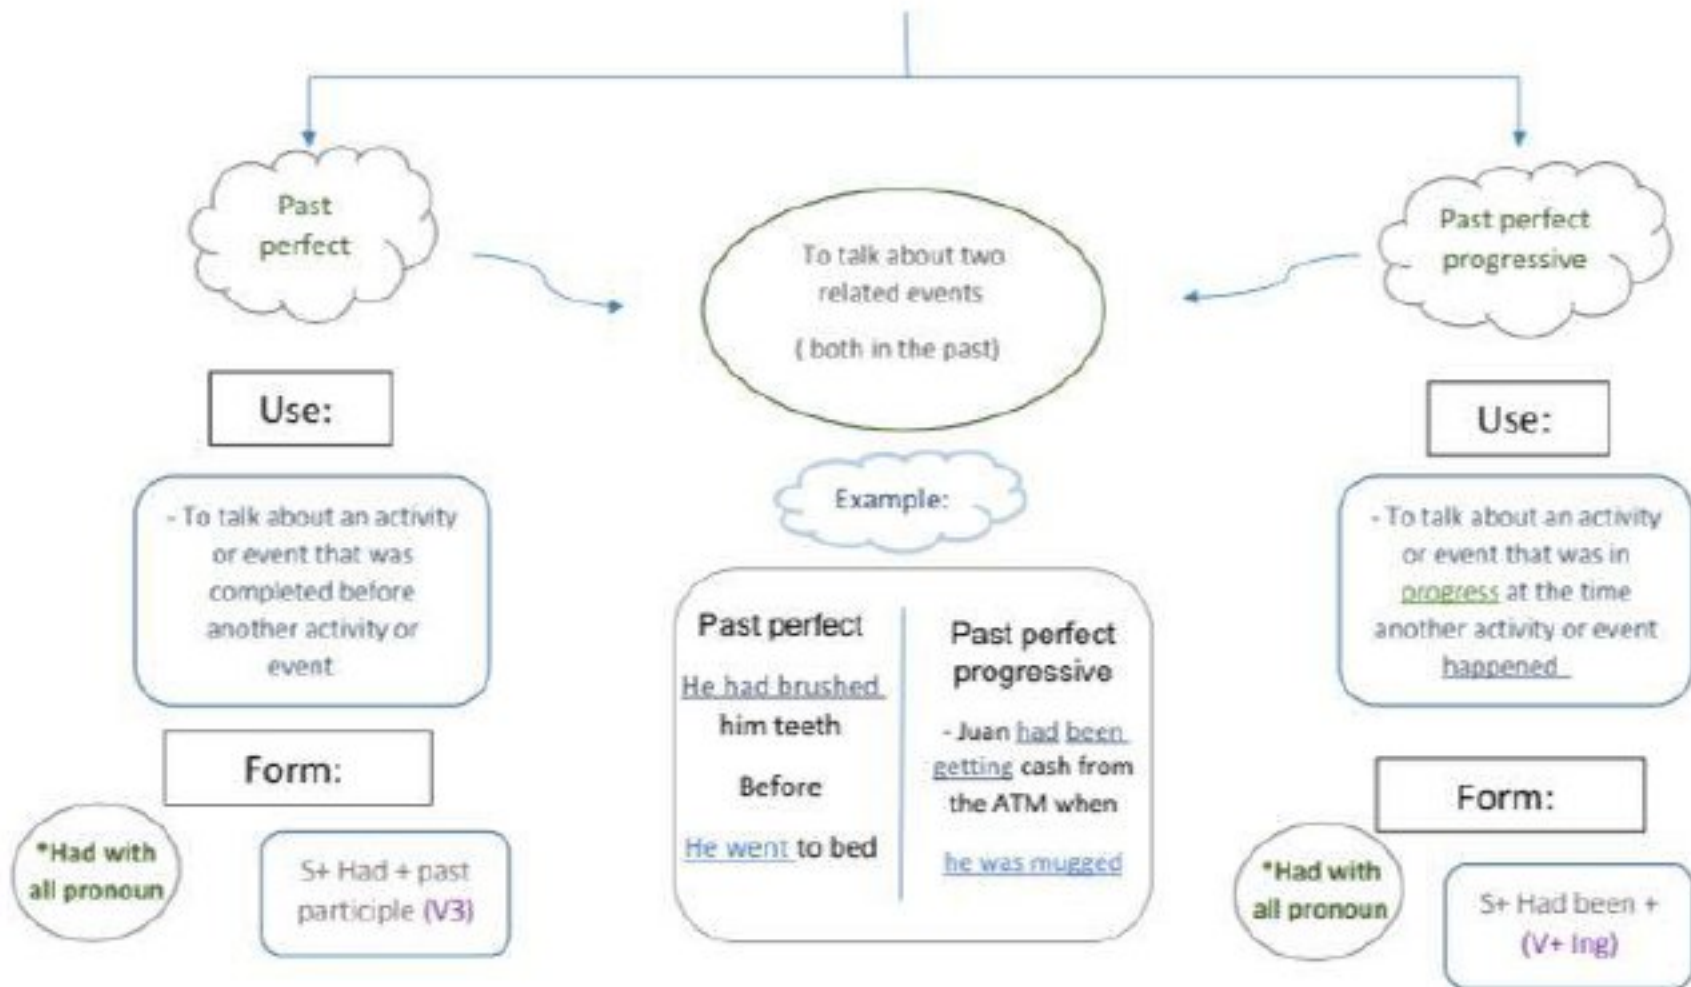 Past
perfect
To talk about two
related events
( both in the past)
Past perfect
progressive
Use:
- To talk about an activity
or event that was
completed before
another activity or
event
Form:
*Had with
all pronoun
S+ Had + past
participle (V3)
Example:
Past perfect
He had brushed
him teeth
Before
He went to bed
Past perfect
progressive
- Juan had been
getting cash from
the ATM when
he was mugged
Use:
- To talk about an activity
or event that was in
progress at the time
another activity or event
happened
Form:
*Had with
all pronoun
S+ Had been +
(V+ Ing)